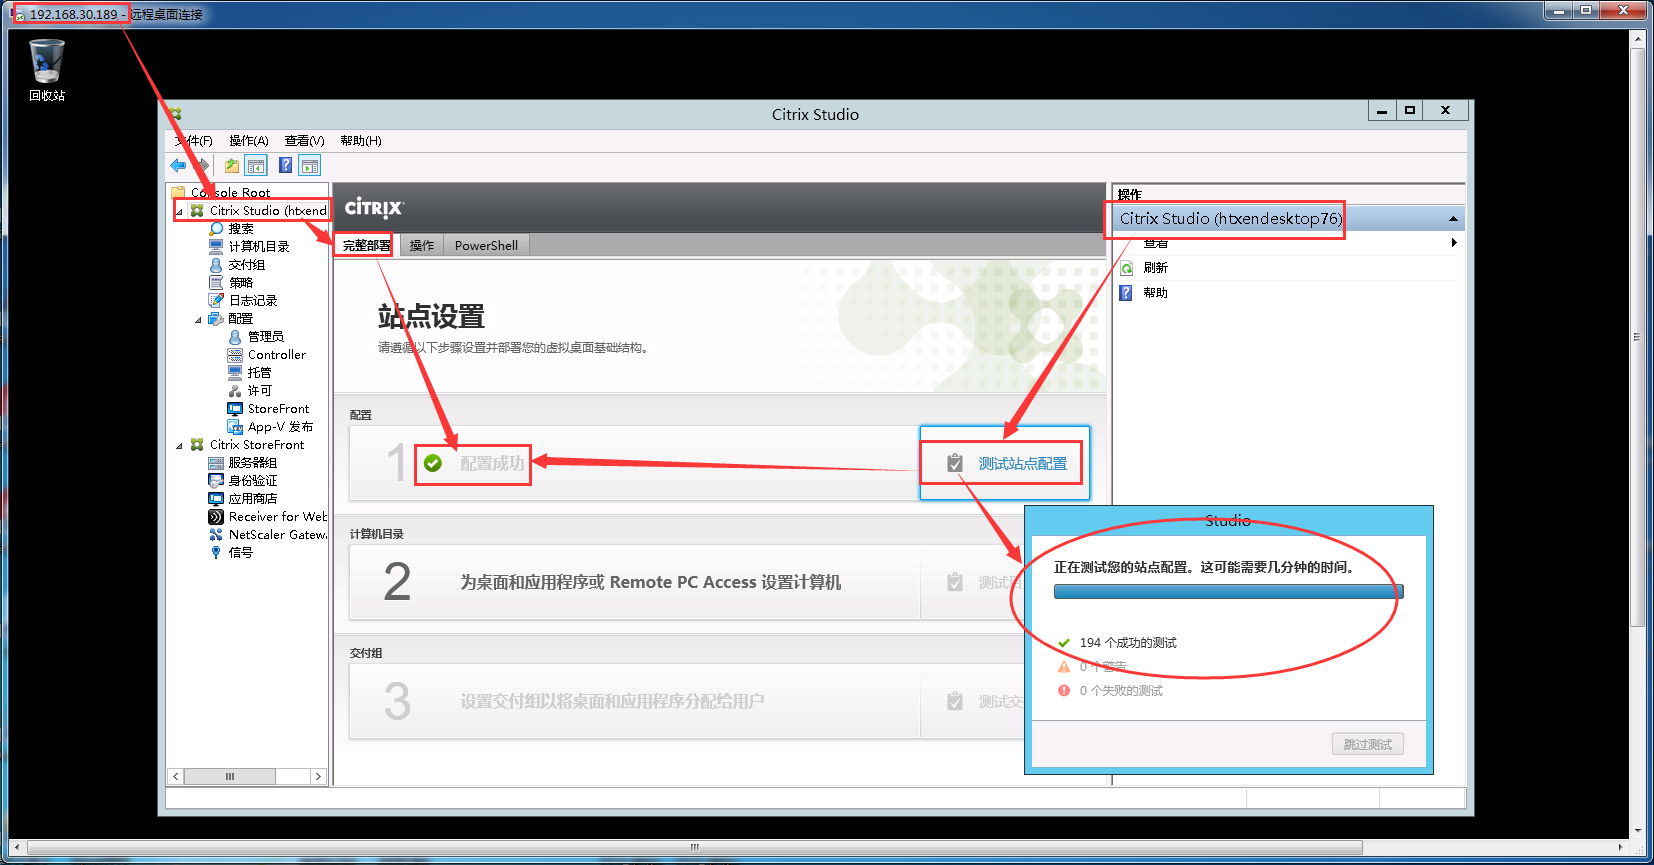 192.168.30.189 - 远程桌面连接
回收站
Citrix Studio
文件(F) 操作(A) 查看(V) 帮助(H)
Console Root
Citrix Studio (htxend
搜索
计算机目录
交付组
策略
日志记录
配置
管理员
Controller
托管
许可
StoreFront
App-V 发布
Citrix StoreFront
服务器组
身份验证
应用商店
Receiver for Web
NetScaler Gatew
信号
CITRIX
完整部署 操作 PowerShell
站点设置
请遵循以下步骤设置并部署您的虚拟桌面基础结构。
配置
1 配置成功 测试站点配置
计算机目录
2 为桌面和应用程序或 Remote PC Access 设置计算机 测试
交付组
3 设置交付组以将桌面和应用程序分配给用户 测试交
操作
Citrix Studio (htxendesktop76)
查看
刷新
帮助
Studio
正在测试您的站点配置。这可能需要几分钟的时间。
194 个成功的测试
0 个警告
0 个失败的测试
跳过测试